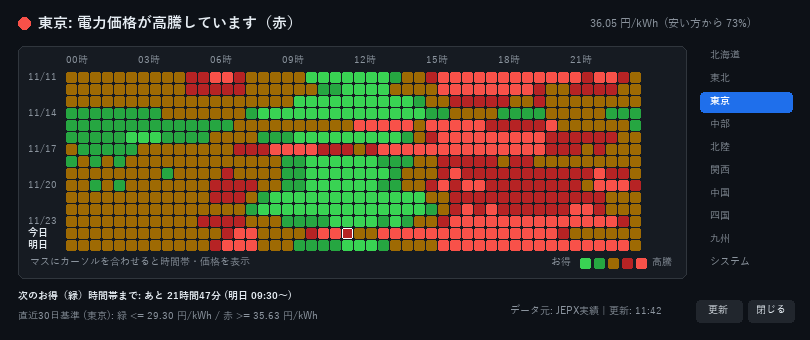 東京: 電力価格が高騰しています（赤）
36.05 円/kWh（安い方から 73%）
00時 03時 06時 09時 12時 15時 18時 21時
11/11
11/14
11/17
11/20
11/23
今日
明日
マスにカーソルを合わせると時間帯・価格を表示
お得 高騰
北海道
東北
東京
中部
北陸
関西
中国
四国
九州
システム
次のお得（緑）時間帯まで: あと 21時間47分 (明日 09:30〜)
直近30日基準 (東京): 緑 <= 29.30 円/kWh / 赤 >= 35.63 円/kWh
データ元: JEPX実績 | 更新: 11:42
更新 閉じる